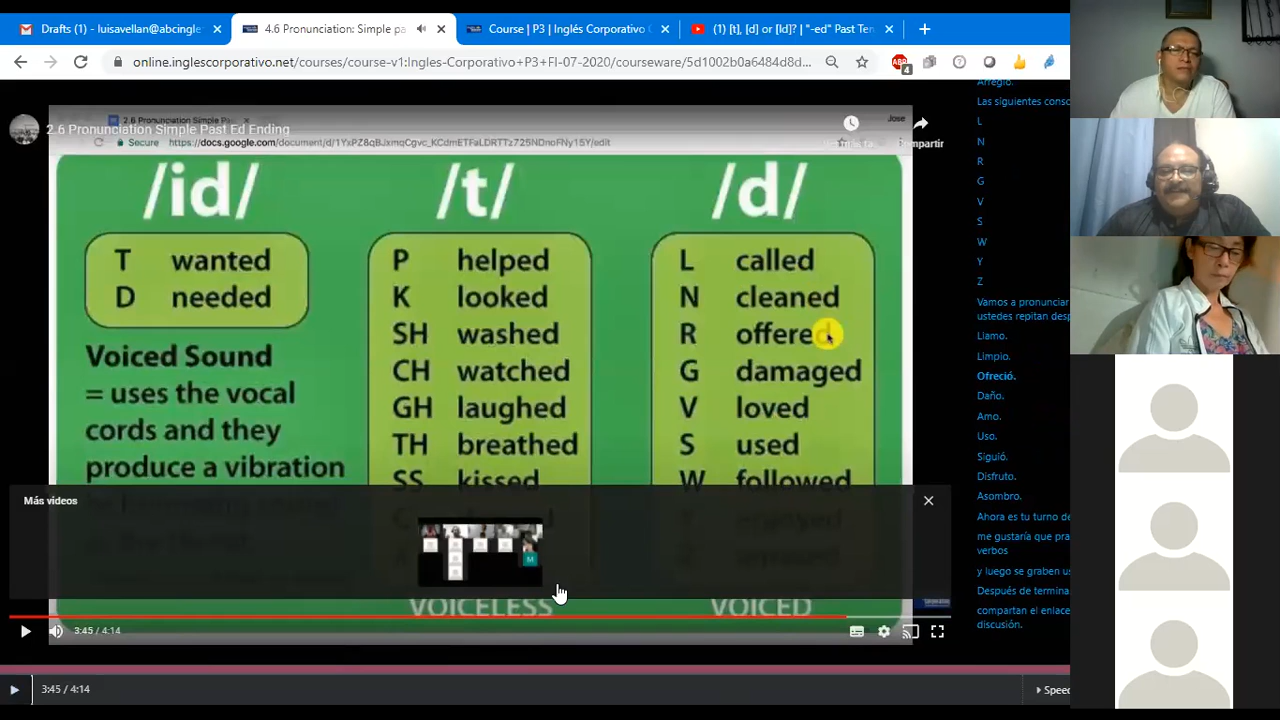 Drafts (1) - luisavellan@abcingle
4.6 Pronunciation: Simple pa
Course | P3 | Inglés Corporativo
(1) [t], [d] or [Id]? | "-ed" Past Ten
online.inglescorporativo.net/courses/course-v1:Ingles-Corporativo+P3+FI-07-2020/courseware/5d1002b0a6484d8d...
ABP
4
2.6 Pronunciation Simple Past Ed Ending
Jose
Secure | https://docs.google.com/document/d/1YxPZ8qBJxmqCgvc_KCdmETFaLDRTTz725NDnoFNy15Y/edit
Compartir
/id/ /t/ /d/
T wanted
D needed
Voiced Sound
= uses the vocal
cords and they
produce a vibration
P helped
K looked
SH washed
CH watched
GH laughed
TH breathed
SS kissed
VOICELESS
L called
N cleaned
R offered
G damaged
V loved
S used
W followed
VOICED
Más videos
M
3:45 / 4:14
3:45 / 4:14
Speed
Arreglo.
Las siguientes conso
L
N
R
G
V
S
W
Y
Z
Vamos a pronunciar
ustedes repitan desp
Llamo.
Limpio.
Ofreció.
Daño.
Amo.
Uso.
Siguió.
Disfruto.
Asombro.
Ahora es tu turno de
me gustaría que pra
verbos
y luego se graben u
Después de termina
compartan el enlace
discusión.